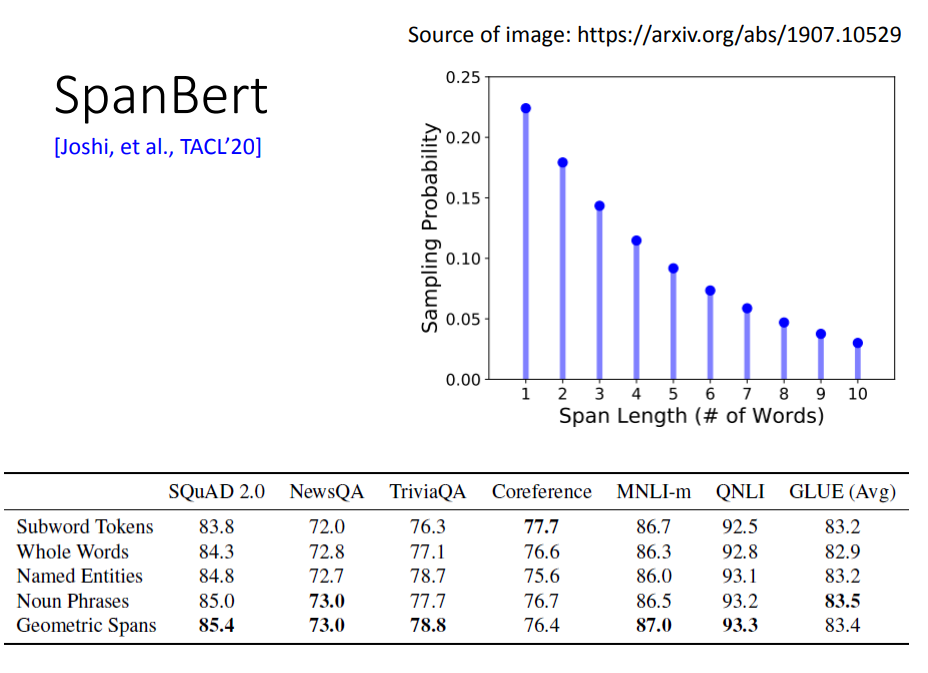 Source of image: https://arxiv.org/abs/1907.10529
SpanBert
[Joshi, et al., TACL’20]
Sampling Probability
0.25
0.20
0.15
0.10
0.05
0.00
1 2 3 4 5 6 7 8 9 10
Span Length (# of Words)
SQuAD 2.0 NewsQA TriviaQA Coreference MNLI-m QNLI GLUE (Avg)
Subword Tokens 83.8 72.0 76.3 77.7 86.7 92.5 83.2
Whole Words 84.3 72.8 77.1 76.6 86.3 92.8 82.9
Named Entities 84.8 72.7 78.7 75.6 86.0 93.1 83.2
Noun Phrases 85.0 73.0 77.7 76.7 86.5 93.2 83.5
Geometric Spans 85.4 73.0 78.8 76.4 87.0 93.3 83.4